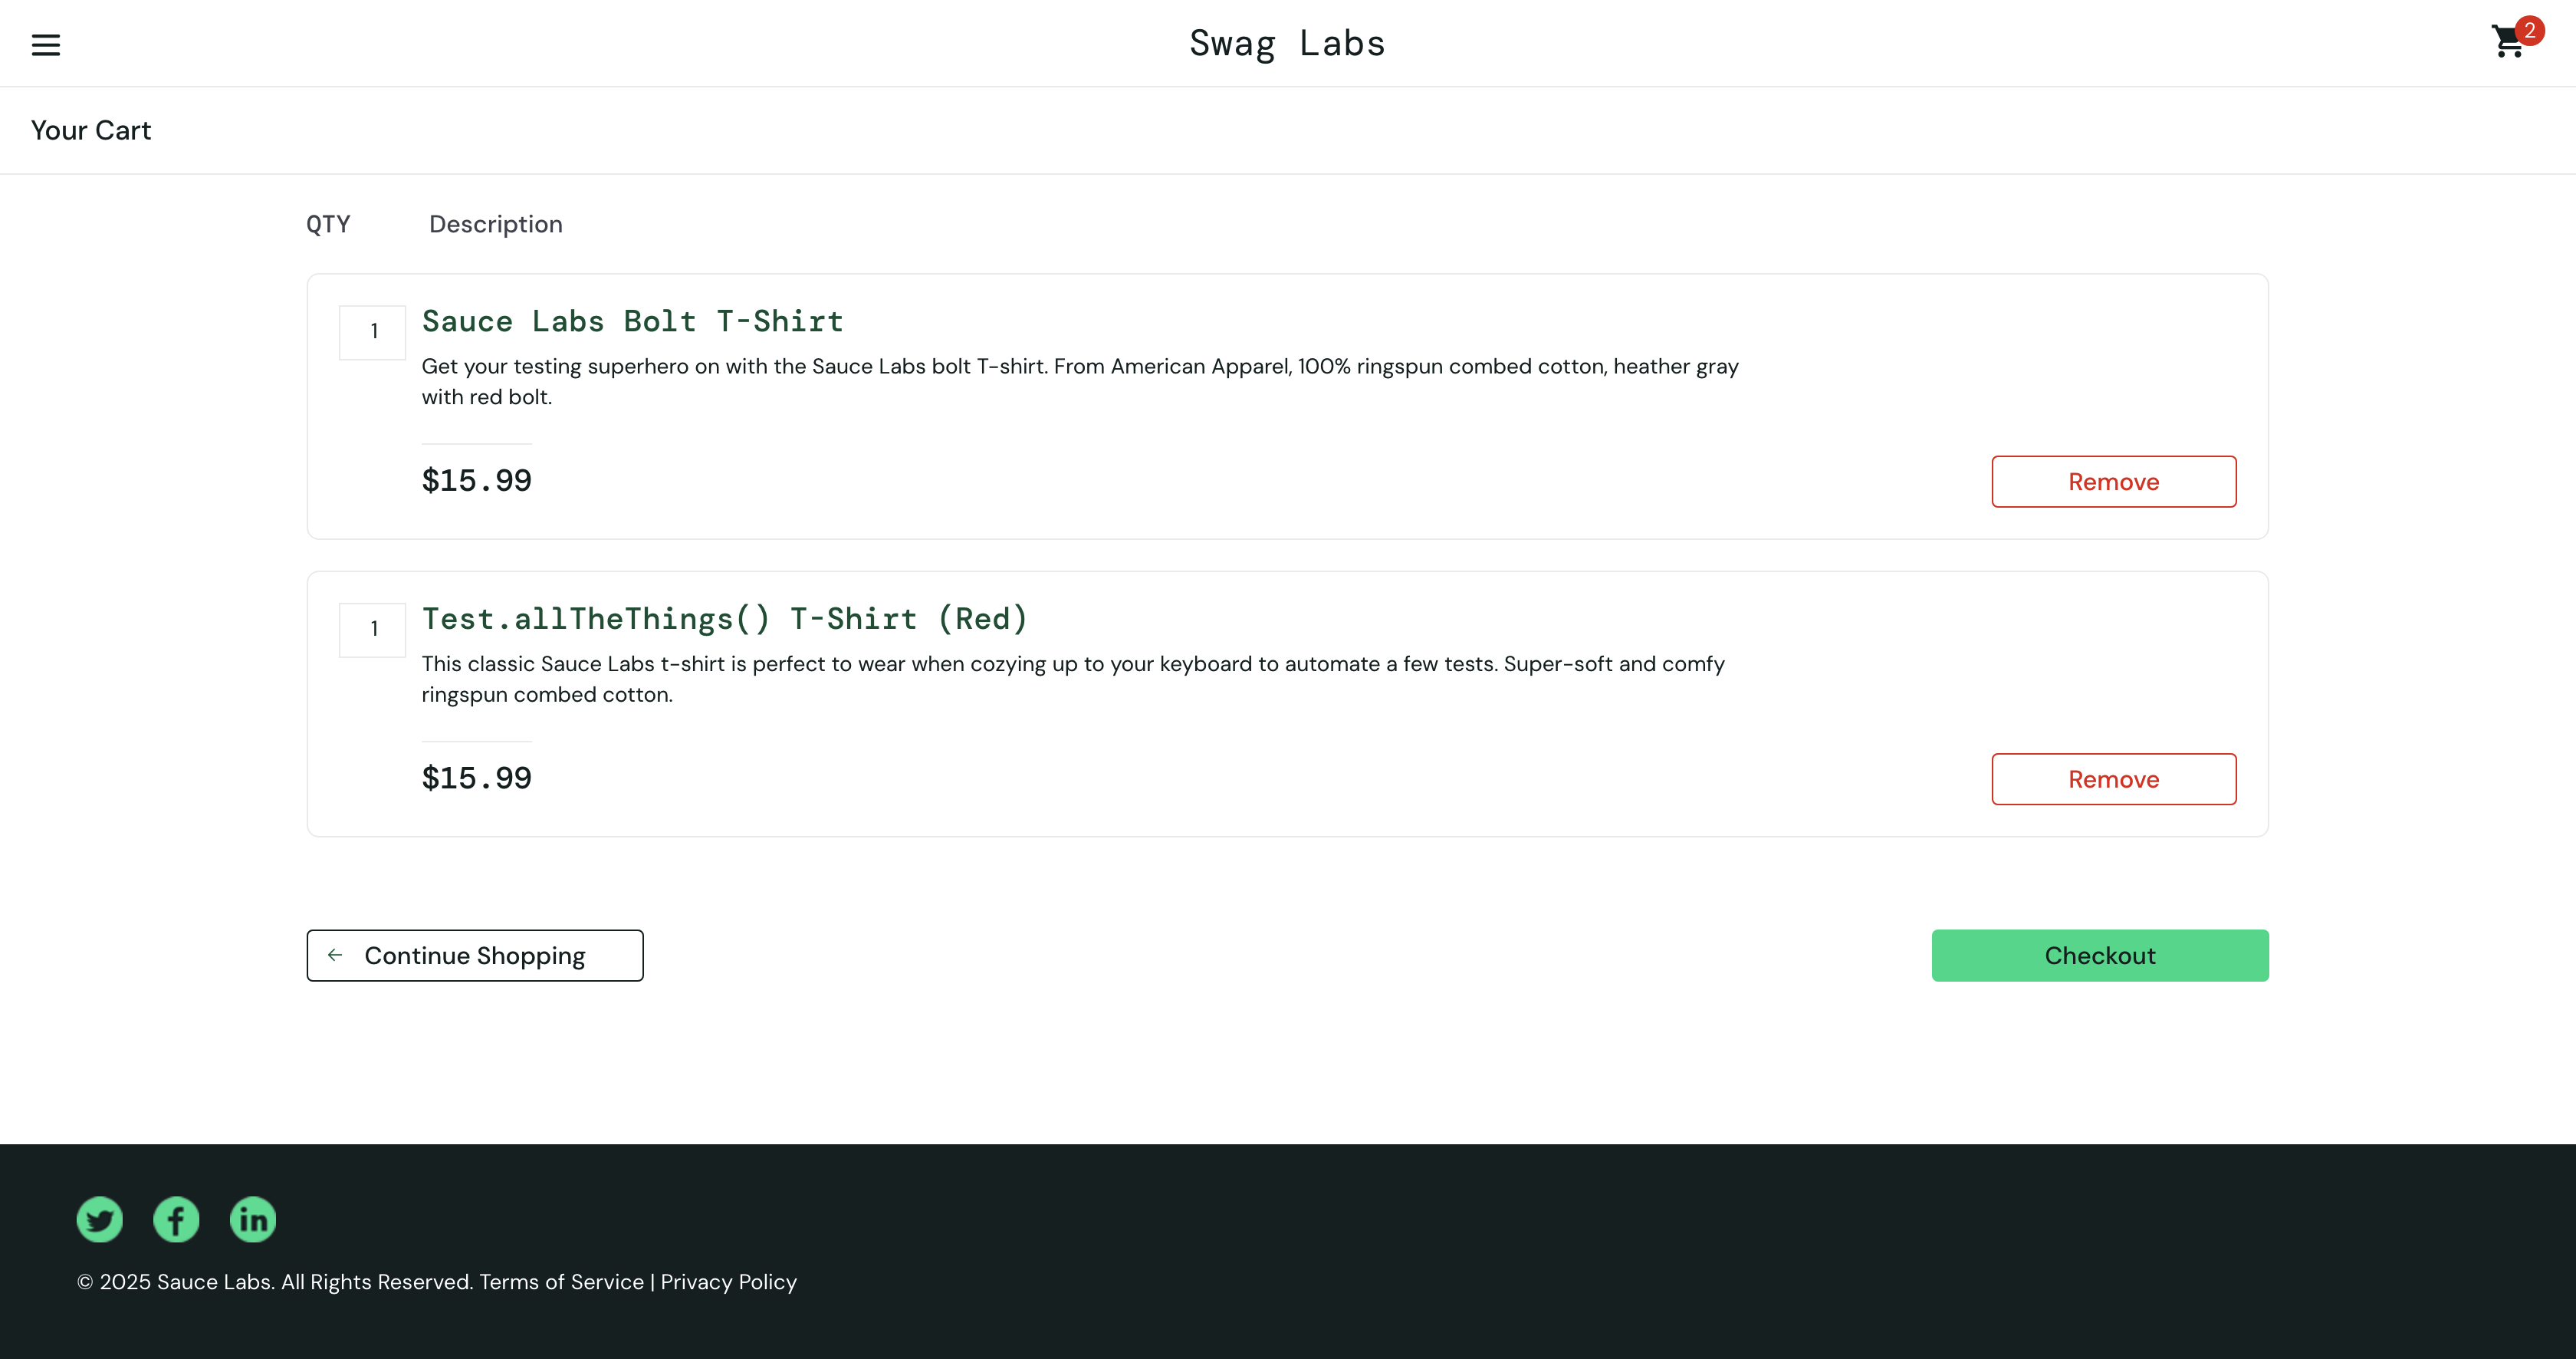 Swag Labs
2
Your Cart
QTY Description
1
Sauce Labs Bolt T-Shirt
Get your testing superhero on with the Sauce Labs bolt T-shirt. From American Apparel, 100% ringspun combed cotton, heather gray
with red bolt.
$15.99
Remove
1
Test.allTheThings() T-Shirt (Red)
This classic Sauce Labs t-shirt is perfect to wear when cozying up to your keyboard to automate a few tests. Super-soft and comfy
ringspun combed cotton.
$15.99
Remove
Continue Shopping
Checkout
© 2025 Sauce Labs. All Rights Reserved. Terms of Service | Privacy Policy